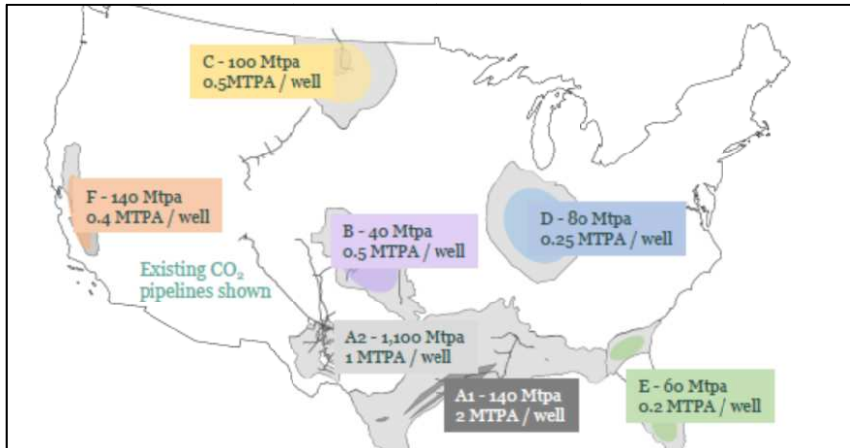 C - 100 Mtpa
0.5MTPA / well
F - 140 Mtpa
0.4 MTPA / well
B - 40 Mtpa
0.5 MTPA / well
D - 80 Mtpa
0.25 MTPA / well
Existing CO₂
pipelines shown
A2 - 1,100 Mtpa
1 MTPA / well
A1 - 140 Mtpa
2 MTPA / well
E - 60 Mtpa
0.2 MTPA / well